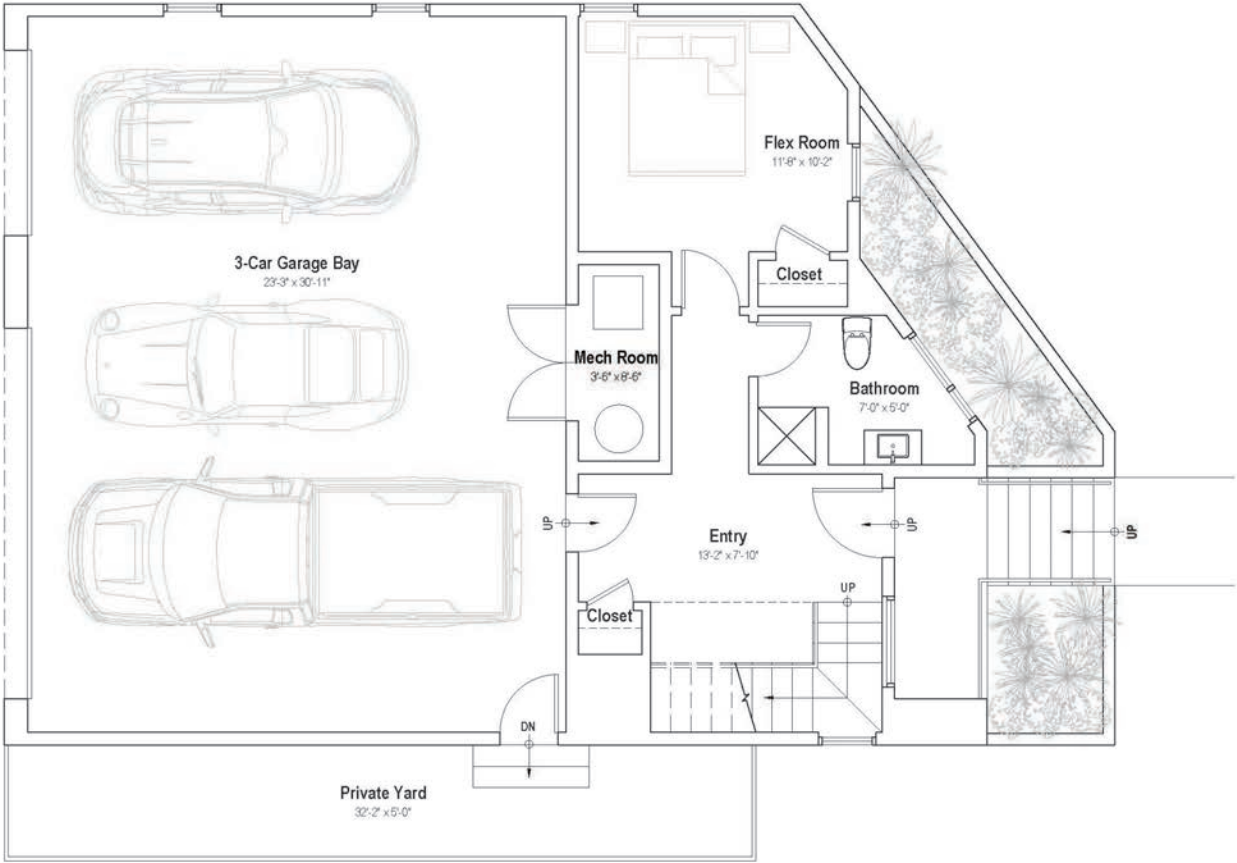 Flex Room
11'-8" x 10'-2"
3-Car Garage Bay
23'-3" x 30'-11"
Closet
Mech Room
3'-6" x 8'-6"
Bathroom
7'-0" x 5'-0"
UP
Entry
13'-2" x 7'-10"
UP
UP
UP
Closet
DN
Private Yard
32'-2" x 5'-0"